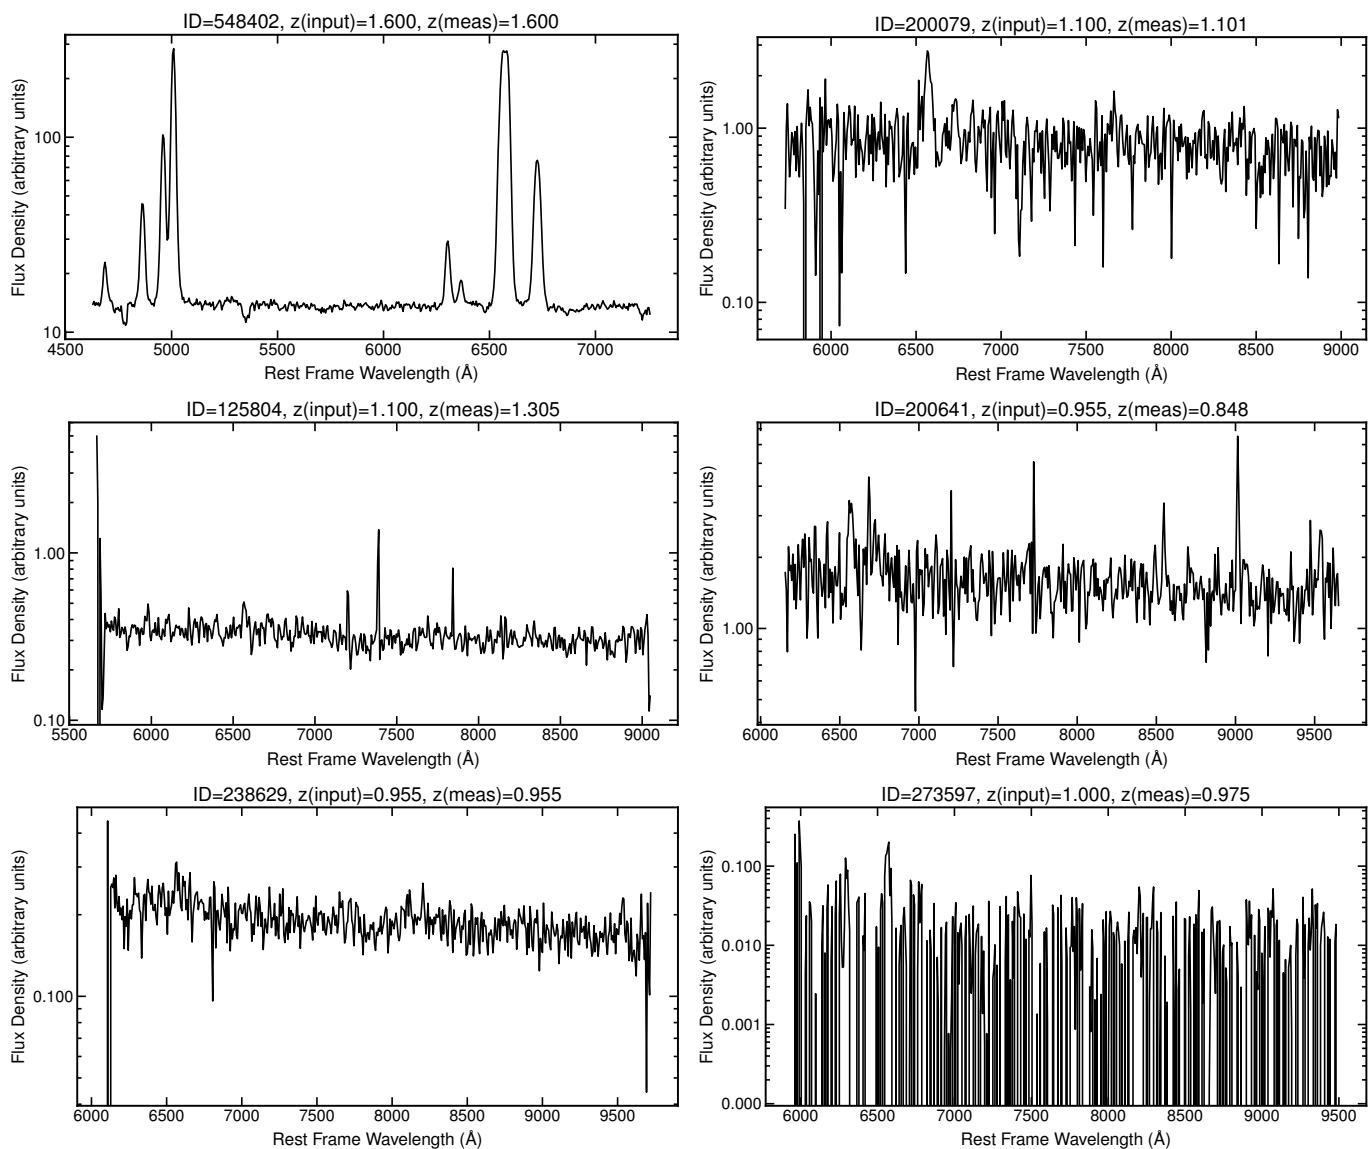 ID=548402, z(input)=1.600, z(meas)=1.600
Flux Density (arbitrary units)
100
10
4500 5000 5500 6000 6500 7000
Rest Frame Wavelength (Å)
ID=200079, z(input)=1.100, z(meas)=1.101
Flux Density (arbitrary units)
1.00
0.10
6000 6500 7000 7500 8000 8500 9000
Rest Frame Wavelength (Å)
ID=125804, z(input)=1.100, z(meas)=1.305
Flux Density (arbitrary units)
1.00
0.10
5500 6000 6500 7000 7500 8000 8500 9000
Rest Frame Wavelength (Å)
ID=200641, z(input)=0.955, z(meas)=0.848
Flux Density (arbitrary units)
1.00
6000 6500 7000 7500 8000 8500 9000 9500
Rest Frame Wavelength (Å)
ID=238629, z(input)=0.955, z(meas)=0.955
Flux Density (arbitrary units)
0.100
6000 6500 7000 7500 8000 8500 9000 9500
Rest Frame Wavelength (Å)
ID=273597, z(input)=1.000, z(meas)=0.975
Flux Density (arbitrary units)
0.100
0.010
0.001
0.000
6000 6500 7000 7500 8000 8500 9000 9500
Rest Frame Wavelength (Å)